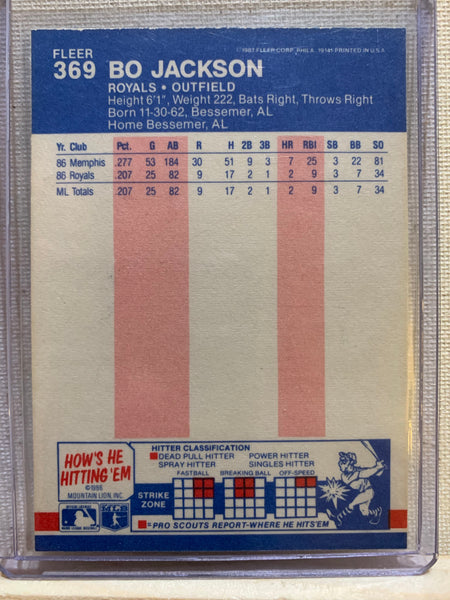 FLEER ©1987 FLEER CORP., PHILA. 19141 PRINTED IN U.S.A.
369 BO JACKSON
ROYALS • OUTFIELD
Height 6'1", Weight 222, Bats Right, Throws Right
Born 11-30-62, Bessemer, AL
Home Bessemer, AL
Yr. Club Pct. G AB R H 2B 3B HR RBI SB BB SO
86 Memphis .277 53 184 30 51 9 3 7 25 3 22 81
86 Royals .207 25 82 9 17 2 1 2 9 3 7 34
ML Totals .207 25 82 9 17 2 1 2 9 3 7 34
HOW'S HE
HITTING 'EM
©1986
MOUNTAIN LION, INC.
HITTER CLASSIFICATION
DEAD PULL HITTER POWER HITTER
SPRAY HITTER SINGLES HITTER
FASTBALL BREAKING BALL OFF-SPEED
STRIKE
ZONE
=PRO SCOUTS REPORT-WHERE HE HITS'EM